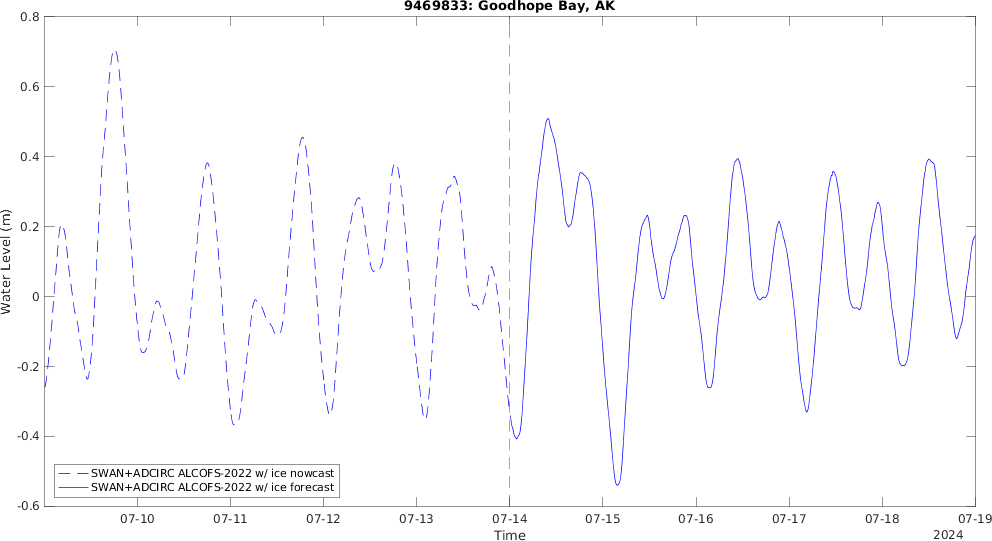 9469833: Goodhope Bay, AK
0.8
0.6
0.4
0.2
0
-0.2
-0.4
-0.6
Water Level (m)
SWAN+ADCIRC ALCOFS-2022 w/ ice nowcast
SWAN+ADCIRC ALCOFS-2022 w/ ice forecast
07-10 07-11 07-12 07-13 07-14 07-15 07-16 07-17 07-18 07-19
Time
2024